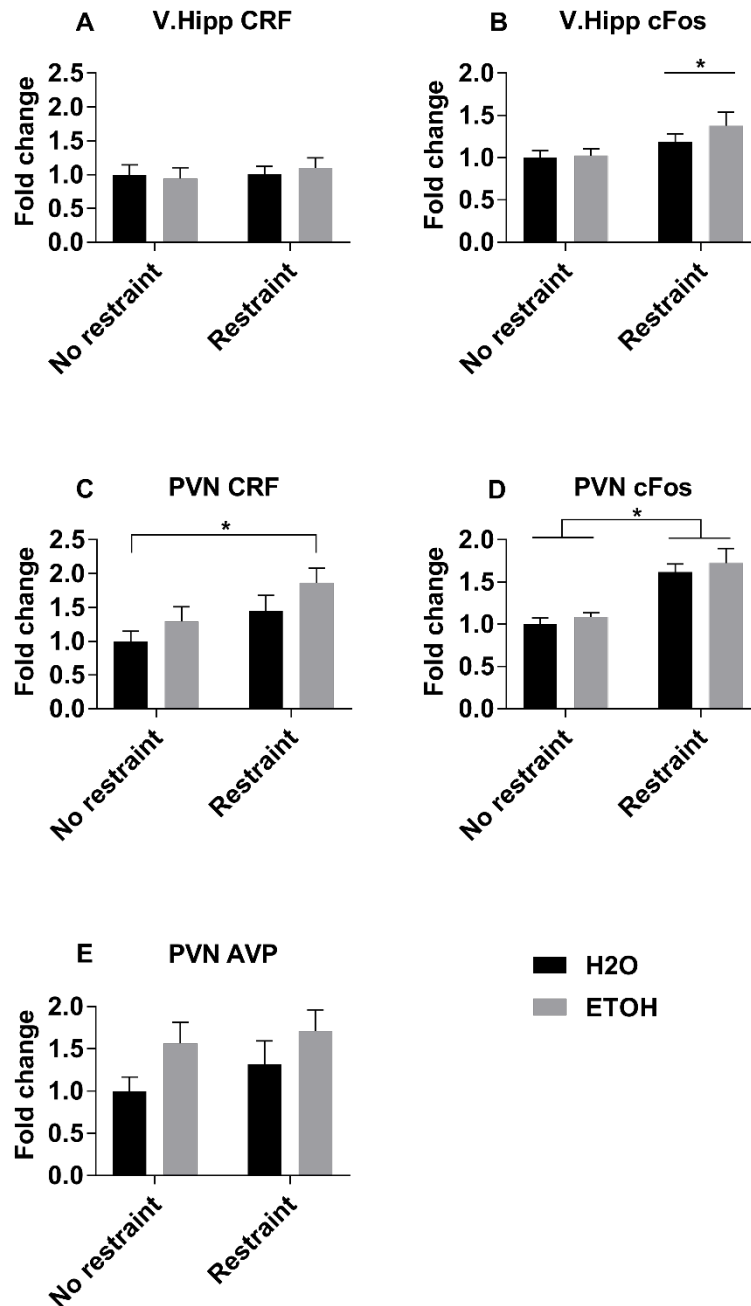 A V.Hipp CRF
Fold change
2.5
2.0
1.5
1.0
0.5
0.0
No restraint
Restraint
B V.Hipp cFos
Fold change
2.0
1.5
1.0
0.5
0.0
*
No restraint
Restraint
C PVN CRF
Fold change
2.5
2.0
1.5
1.0
0.5
0.0
*
No restraint
Restraint
D PVN cFos
Fold change
2.0
1.5
1.0
0.5
0.0
*
No restraint
Restraint
E PVN AVP
Fold change
2.0
1.5
1.0
0.5
0.0
No restraint
Restraint
H2O
ETOH